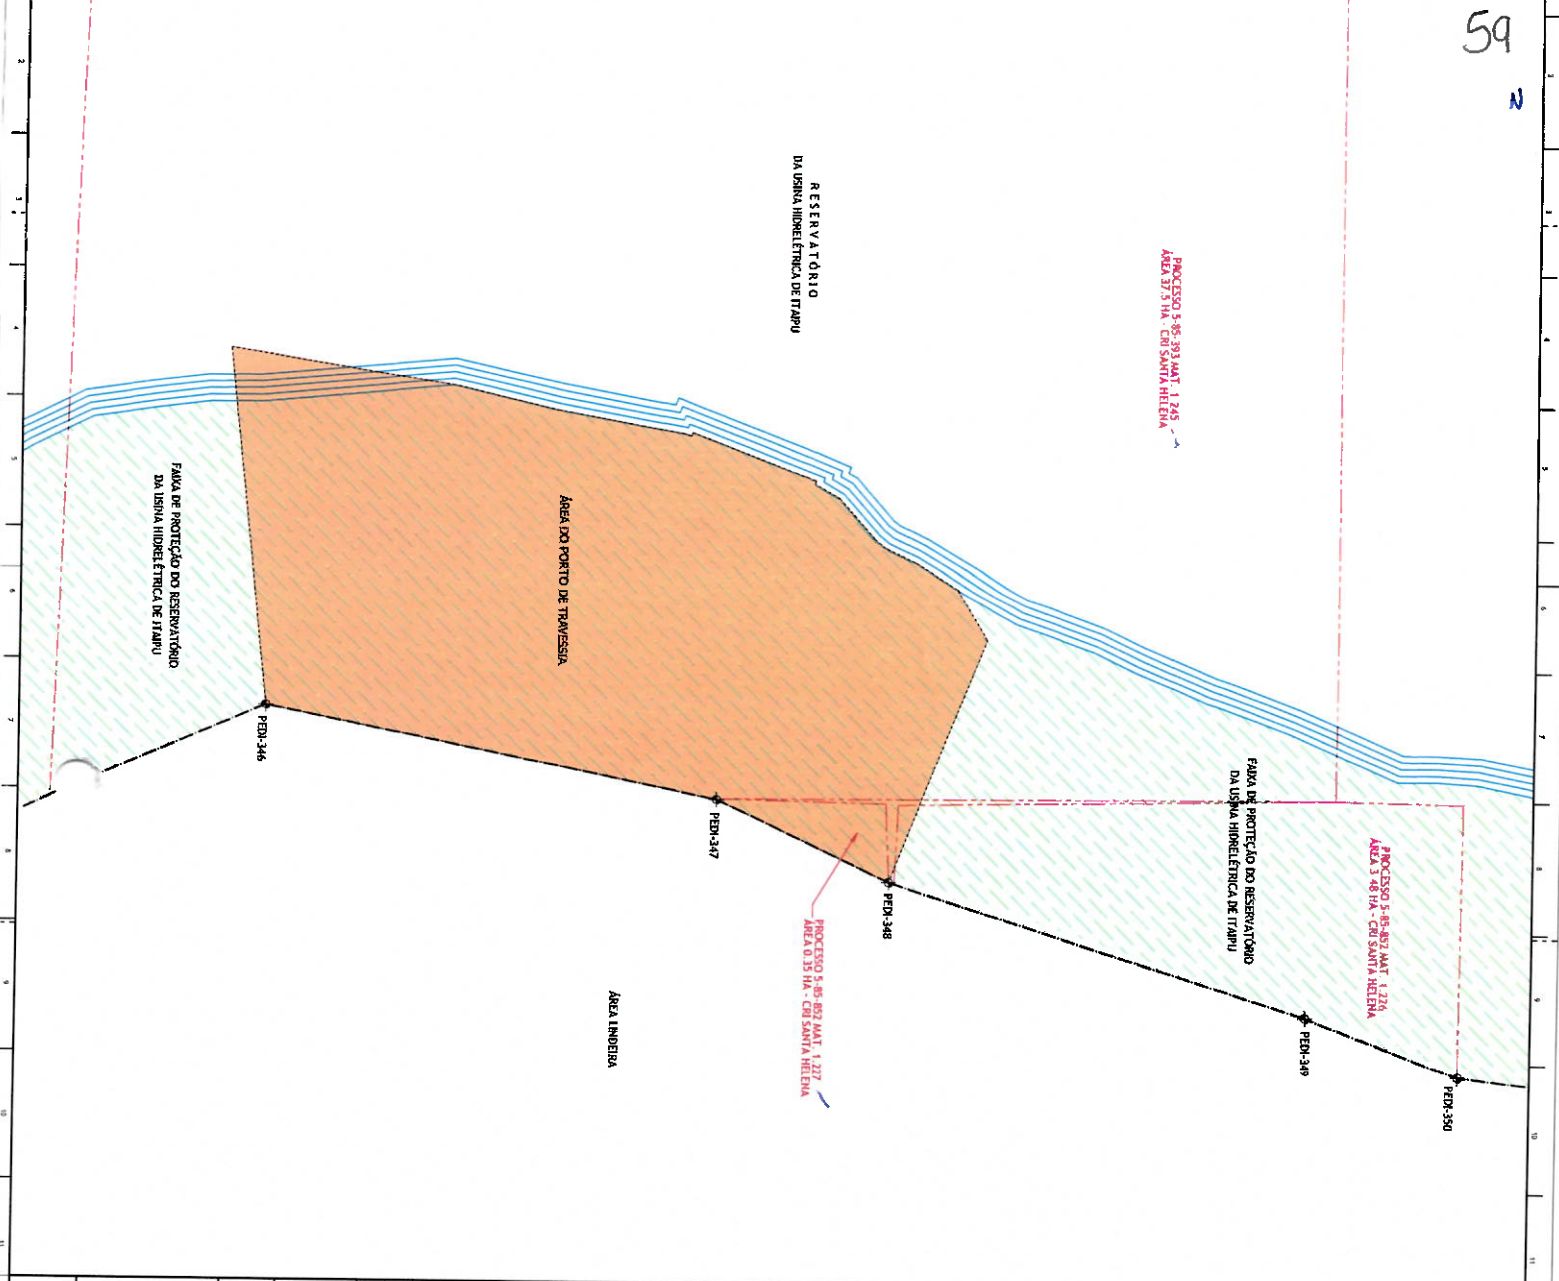 59
2
RESERVATÓRIO
DA USINA HIDRELÉTRICA DE ITAIPU
PROCESSO 5-85-393 MAT. 1.245
ÁREA 37.5 HA - CRI SANTA HELENA
FAIXA DE PROTEÇÃO DO RESERVATÓRIO
DA USINA HIDRELÉTRICA DE ITAIPU
ÁREA DO PORTO DE TRAVESSIA
PEDI-346
PEDI-347
PEDI-348
FAIXA DE PROTEÇÃO DO RESERVATÓRIO
DA USINA HIDRELÉTRICA DE ITAIPU
PROCESSO 5-85-852 MAT. 1.226
ÁREA 3.48 HA - CRI SANTA HELENA
PROCESSO 5-85-852 MAT. 1.227
ÁREA 0.35 HA - CRI SANTA HELENA
ÁREA LINDEIRA
PEDI-349
PEDI-350